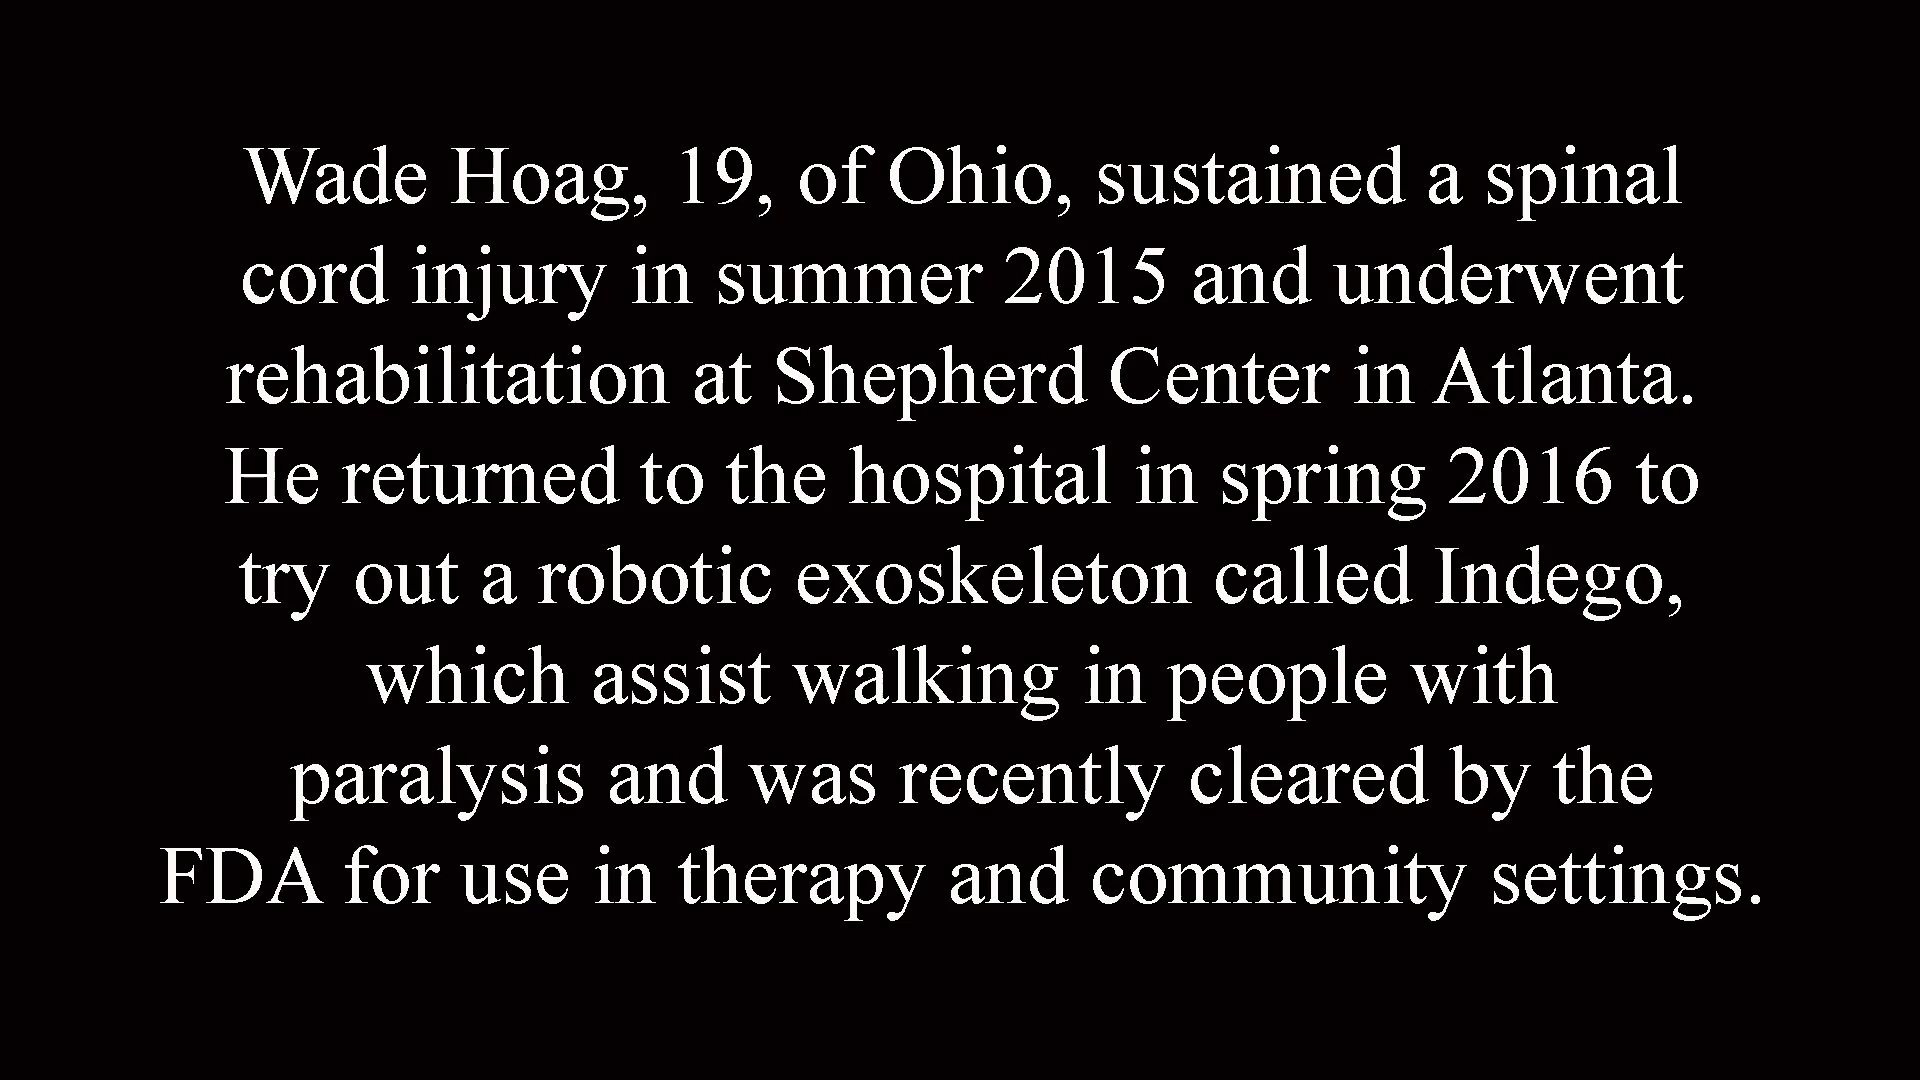 Wade Hoag, 19, of Ohio, sustained a spinal
cord injury in summer 2015 and underwent
rehabilitation at Shepherd Center in Atlanta.
He returned to the hospital in spring 2016 to
try out a robotic exoskeleton called Indego,
which assist walking in people with
paralysis and was recently cleared by the
FDA for use in therapy and community settings.